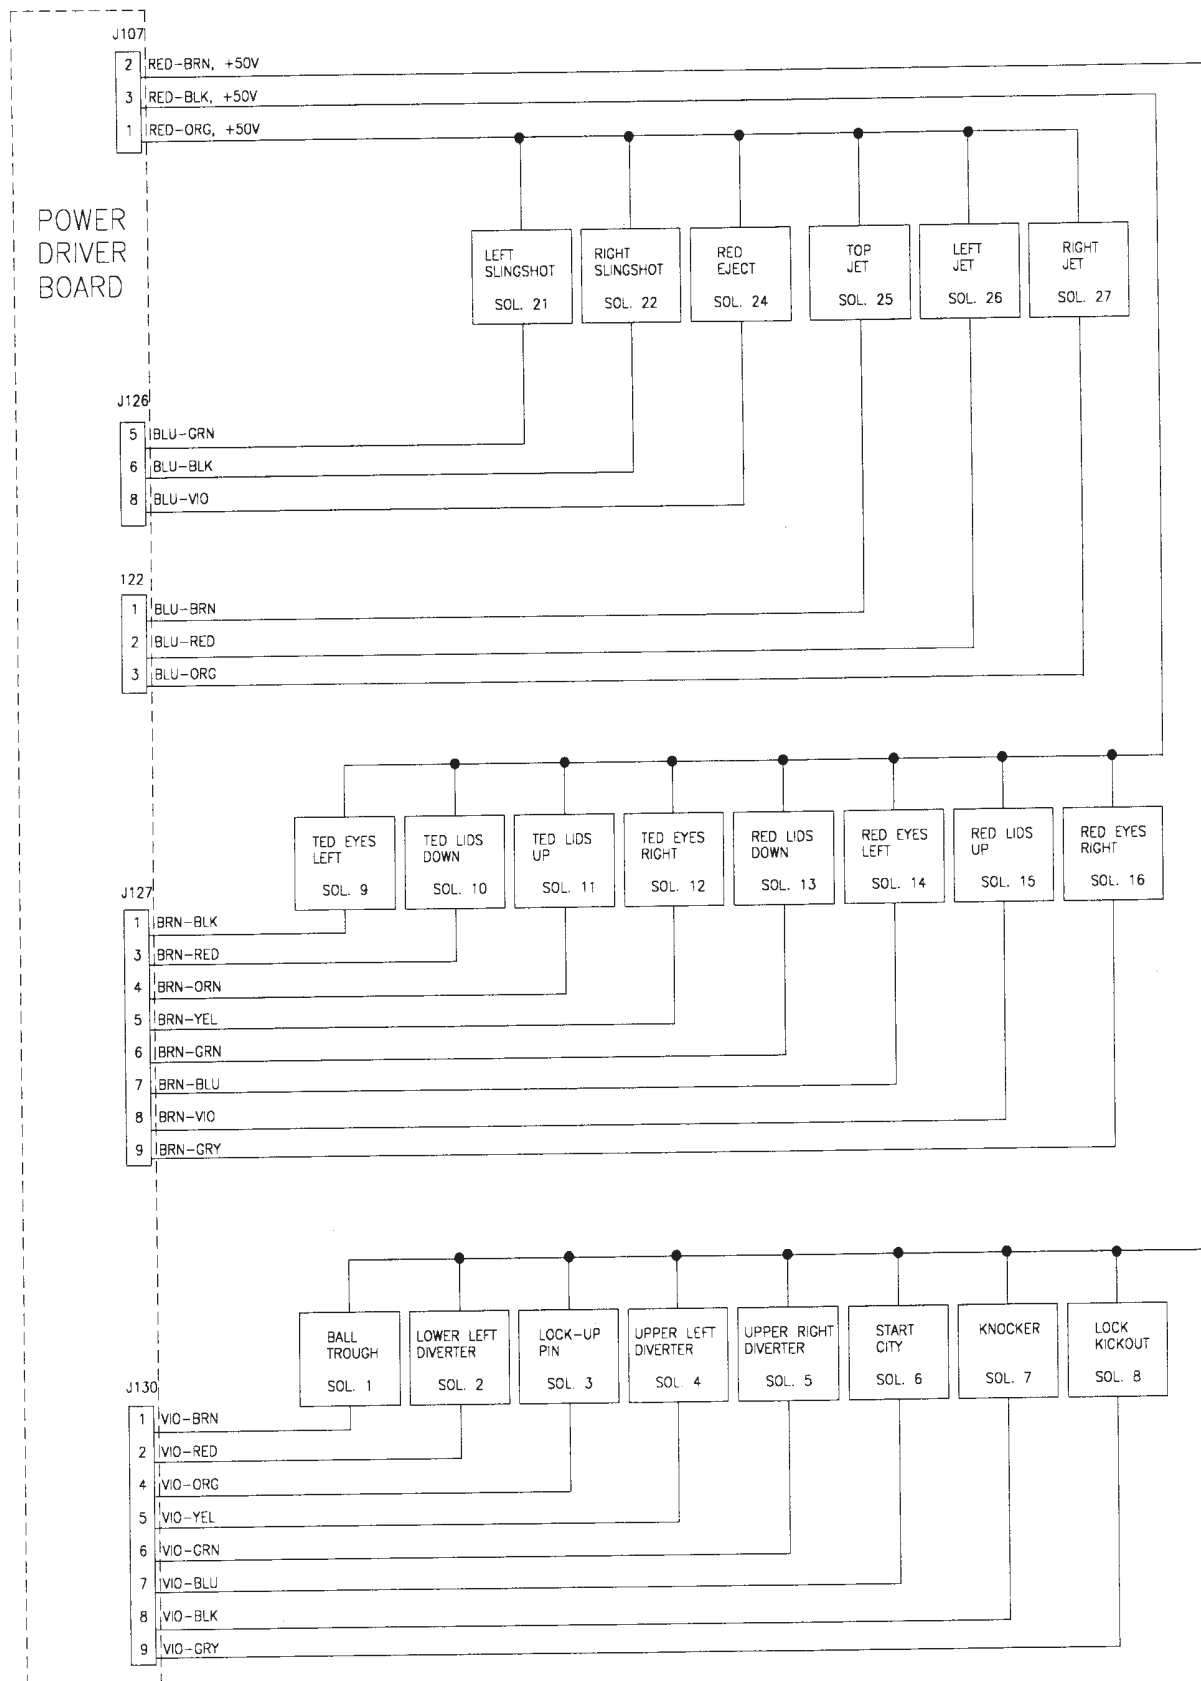 J107
2 RED-BRN, +50V
3 RED-BLK, +50V
1 RED-ORG, +50V
POWER
DRIVER
BOARD
LEFT
SLINGSHOT
SOL. 21
RIGHT
SLINGSHOT
SOL. 22
RED
EJECT
SOL. 24
TOP
JET
SOL. 25
LEFT
JET
SOL. 26
RIGHT
JET
SOL. 27
J126
5 BLU-GRN
6 BLU-BLK
8 BLU-VIO
122
1 BLU-BRN
2 BLU-RED
3 BLU-ORG
TED EYES
LEFT
SOL. 9
TED LIDS
DOWN
SOL. 10
TED LIDS
UP
SOL. 11
TED EYES
RIGHT
SOL. 12
RED LIDS
DOWN
SOL. 13
RED EYES
LEFT
SOL. 14
RED LIDS
UP
SOL. 15
RED EYES
RIGHT
SOL. 16
J127
1 BRN-BLK
3 BRN-RED
4 BRN-ORN
5 BRN-YEL
6 BRN-GRN
7 BRN-BLU
8 BRN-VIO
9 BRN-GRY
BALL
TROUGH
SOL. 1
LOWER LEFT
DIVERTER
SOL. 2
LOCK-UP
PIN
SOL. 3
UPPER LEFT
DIVERTER
SOL. 4
UPPER RIGHT
DIVERTER
SOL. 5
START
CITY
SOL. 6
KNOCKER
SOL. 7
LOCK
KICKOUT
SOL. 8
J130
1 VIO-BRN
2 VIO-RED
4 VIO-ORG
5 VIO-YEL
6 VIO-GRN
7 VIO-BLU
8 VIO-BLK
9 VIO-GRY